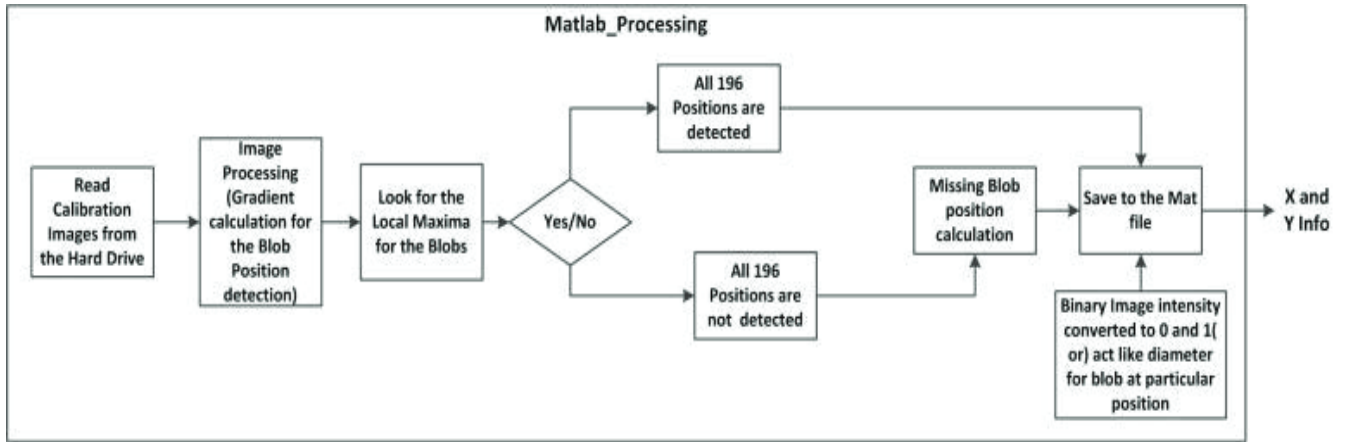 Matlab_Processing
Read
Calibration
Images from
the Hard Drive
Image
Processing
(Gradient
calculation for
the Blob
Position
detection)
Look for the
Local Maxima
for the Blobs
Yes/No
All 196
Positions are
detected
All 196
Positions are
not detected
Missing Blob
position
calculation
Save to the Mat
file
Binary Image intensity
converted to 0 and 1(
or) act like diameter
for blob at particular
position
X and
Y Info